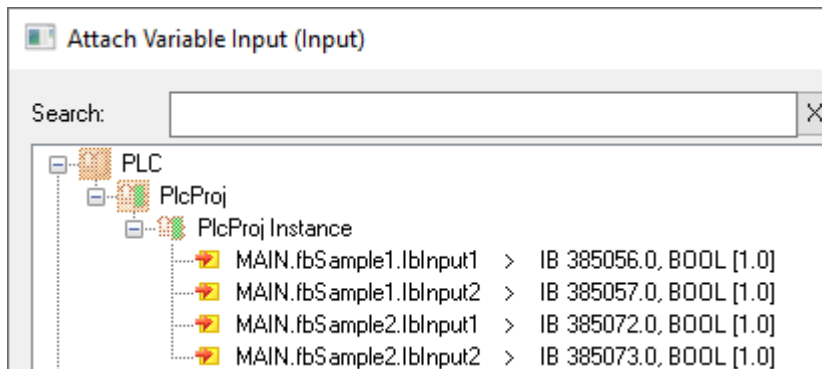 Attach Variable Input (Input)
Search:
X
PLC
PlcProj
PlcProj Instance
MAIN.fbSample1.IbInput1 > IB 385056.0, BOOL [1.0]
MAIN.fbSample1.IbInput2 > IB 385057.0, BOOL [1.0]
MAIN.fbSample2.IbInput1 > IB 385072.0, BOOL [1.0]
MAIN.fbSample2.IbInput2 > IB 385073.0, BOOL [1.0]